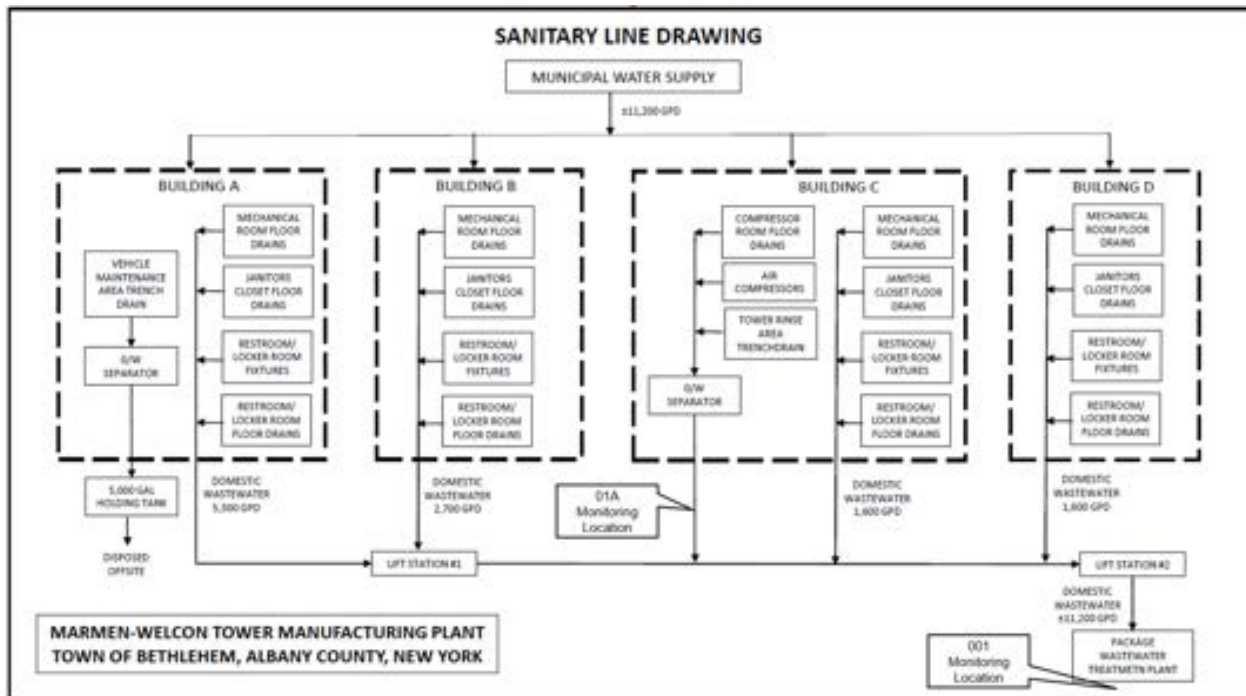 SANITARY LINE DRAWING
MUNICIPAL WATER SUPPLY
±11,200 GPD
BUILDING A
MECHANICAL
ROOM FLOOR
DRAINS
VEHICLE
MAINTENANCE
AREA TRENCH
DRAIN
JANITORS
CLOSET FLOOR
DRAINS
O/W
SEPARATOR
RESTROOM/
LOCKER ROOM
FIXTURES
RESTROOM/
LOCKER ROOM
FLOOR DRAINS
5,000 GAL
HOLDING TANK
DISPOSED
OFFSITE
DOMESTIC
WASTEWATER
GPD
BUILDING B
MECHANICAL
ROOM FLOOR
DRAINS
JANITORS
CLOSET FLOOR
DRAINS
RESTROOM/
LOCKER ROOM
FIXTURES
RESTROOM/
LOCKER ROOM
FLOOR DRAINS
DOMESTIC
WASTEWATER
2,700 GPD
LIFT STATION #1
BUILDING C
COMPRESSOR
ROOM FLOOR
DRAINS
AIR
COMPRESSORS
TOWER RINSE
AREA
TRENCHDRAIN
O/W
SEPARATOR
MECHANICAL
ROOM FLOOR
DRAINS
JANITORS
CLOSET FLOOR
DRAINS
RESTROOM/
LOCKER ROOM
FIXTURES
RESTROOM/
LOCKER ROOM
FLOOR DRAINS
01A
Monitoring
Location
DOMESTIC
WASTEWATER
1,600 GPD
BUILDING D
MECHANICAL
ROOM FLOOR
DRAINS
JANITORS
CLOSET FLOOR
DRAINS
RESTROOM/
LOCKER ROOM
FIXTURES
RESTROOM/
LOCKER ROOM
FLOOR DRAINS
DOMESTIC
WASTEWATER
1,600 GPD
LIFT STATION #2
DOMESTIC
WASTEWATER
±11,200 GPD
PACKAGE
WASTEWATER
TREATMETN PLANT
001
Monitoring
Location
MARMEN-WELCON TOWER MANUFACTURING PLANT
TOWN OF BETHLEHEM, ALBANY COUNTY, NEW YORK